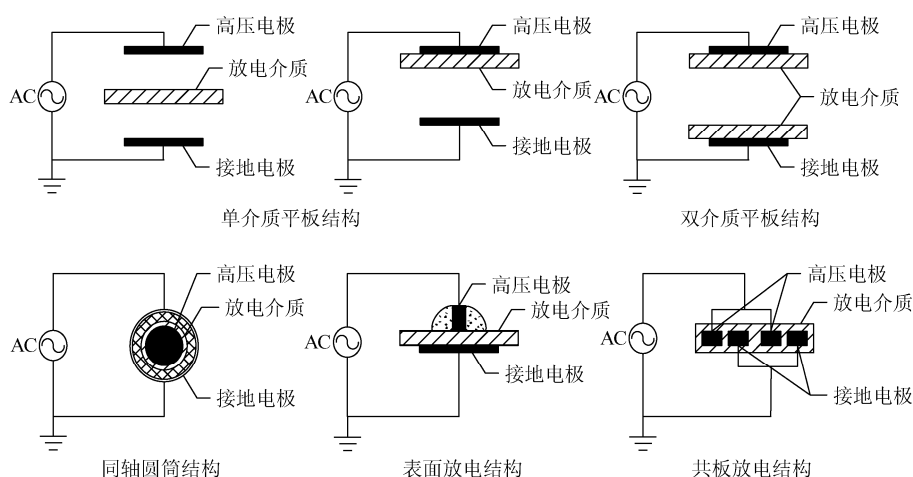 高压电极
放电介质
AC
接地电极
高压电极
放电介质
AC
接地电极
单介质平板结构
高压电极
放电介质
AC
接地电极
双介质平板结构
高压电极
放电介质
AC
接地电极
同轴圆筒结构
高压电极
放电介质
AC
接地电极
表面放电结构
高压电极
放电介质
AC
接地电极
共板放电结构